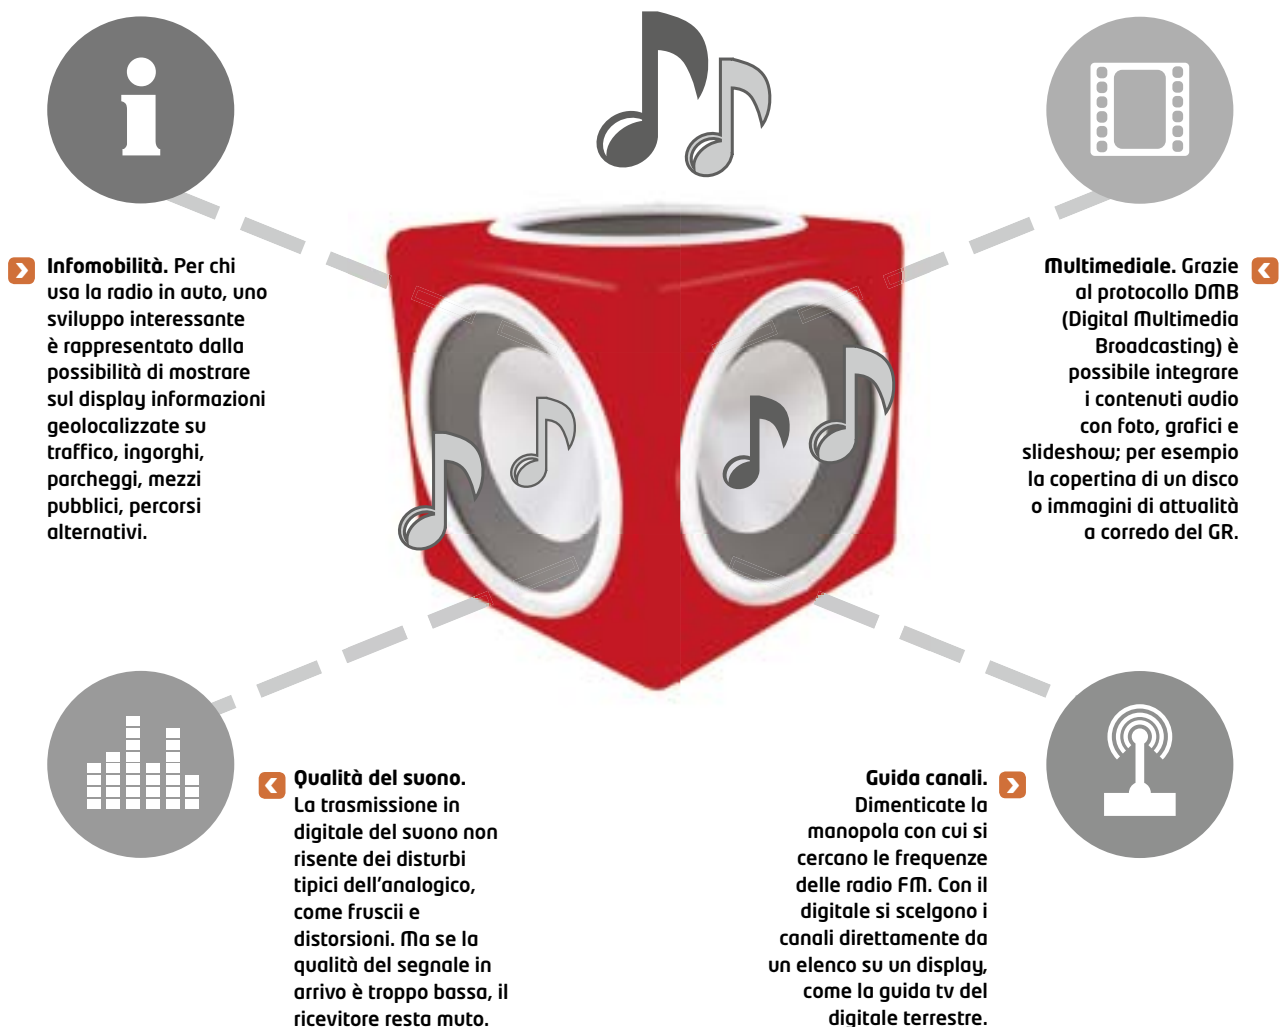 Infomobilità. Per chi
usa la radio in auto, uno
sviluppo interessante
è rappresentato dalla
possibilità di mostrare
sul display informazioni
geolocalizzate su
traffico, ingorghi,
parcheggi, mezzi
pubblici, percorsi
alternativi.
Multimediale. Grazie
al protocollo DMB
(Digital Multimedia
Broadcasting) è
possibile integrare
i contenuti audio
con foto, grafici e
slideshow; per esempio
la copertina di un disco
o immagini di attualità
a corredo del GR.
Qualità del suono.
La trasmissione in
digitale del suono non
risente dei disturbi
tipici dell'analogico,
come fruscii e
distorsioni. Ma se la
qualità del segnale in
arrivo è troppo bassa, il
ricevitore resta muto.
Guida canali.
Dimenticate la
manopola con cui si
cercano le frequenze
delle radio FM. Con il
digitale si scelgono i
canali direttamente da
un elenco su un display,
come la guida tv del
digitale terrestre.